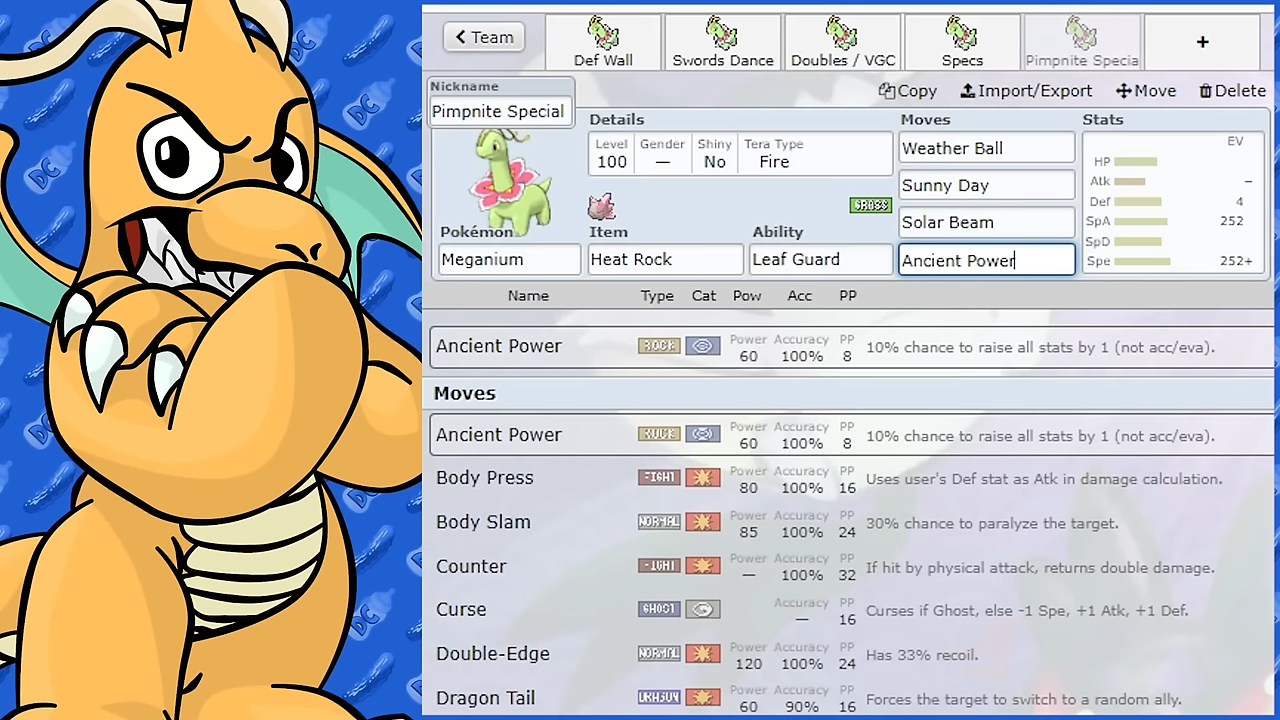 Team
Def Wall
Swords Dance
Doubles / VGC
Specs
Pimpnite Specia
+
Nickname
Pimpnite Special
Copy
Import/Export
Move
Delete
Details
Level
100
Gender
—
Shiny
No
Tera Type
Fire
Moves
Weather Ball
Sunny Day
Solar Beam
Ancient Power
Stats
EV
HP
Atk –
Def 4
SpA 252
SpD
Spe 252+
GRASS
Pokémon
Meganium
Item
Heat Rock
Ability
Leaf Guard
Name Type Cat Pow Acc PP
Ancient Power ROCK Power 60 Accuracy 100% PP 8 10% chance to raise all stats by 1 (not acc/eva).
Moves
Ancient Power ROCK Power 60 Accuracy 100% PP 8 10% chance to raise all stats by 1 (not acc/eva).
Body Press FIGHT Power 80 Accuracy 100% PP 16 Uses user's Def stat as Atk in damage calculation.
Body Slam NORMAL Power 85 Accuracy 100% PP 24 30% chance to paralyze the target.
Counter FIGHT Power — Accuracy 100% PP 32 If hit by physical attack, returns double damage.
Curse GHOST Accuracy — PP 16 Curses if Ghost, else -1 Spe, +1 Atk, +1 Def.
Double-Edge NORMAL Power 120 Accuracy 100% PP 24 Has 33% recoil.
Dragon Tail DRAGON Power 60 Accuracy 90% PP 16 Forces the target to switch to a random ally.
DC
DC
DC
DC
DC
DC